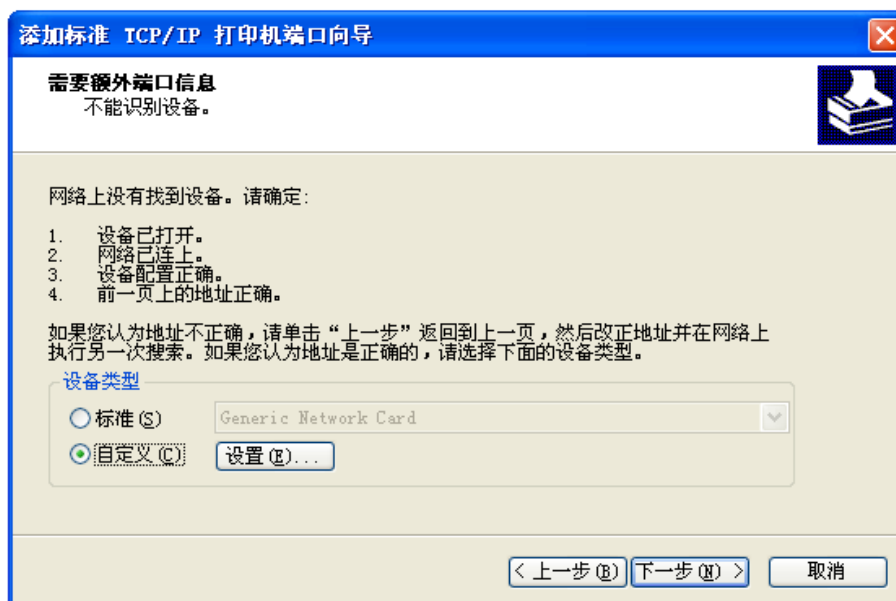 添加标准 TCP/IP 打印机端口向导
需要额外端口信息
不能识别设备。
网络上没有找到设备。请确定:
1. 设备已打开。
2. 网络已连上。
3. 设备配置正确。
4. 前一页上的地址正确。
如果您认为地址不正确,请单击“上一步”返回到上一页,然后改正地址并在网络上
执行另一次搜索。如果您认为地址是正确的,请选择下面的设备类型。
设备类型
标准(S) Generic Network Card
自定义(C) 设置(E)...
< 上一步(B) 下一步(N) > 取消